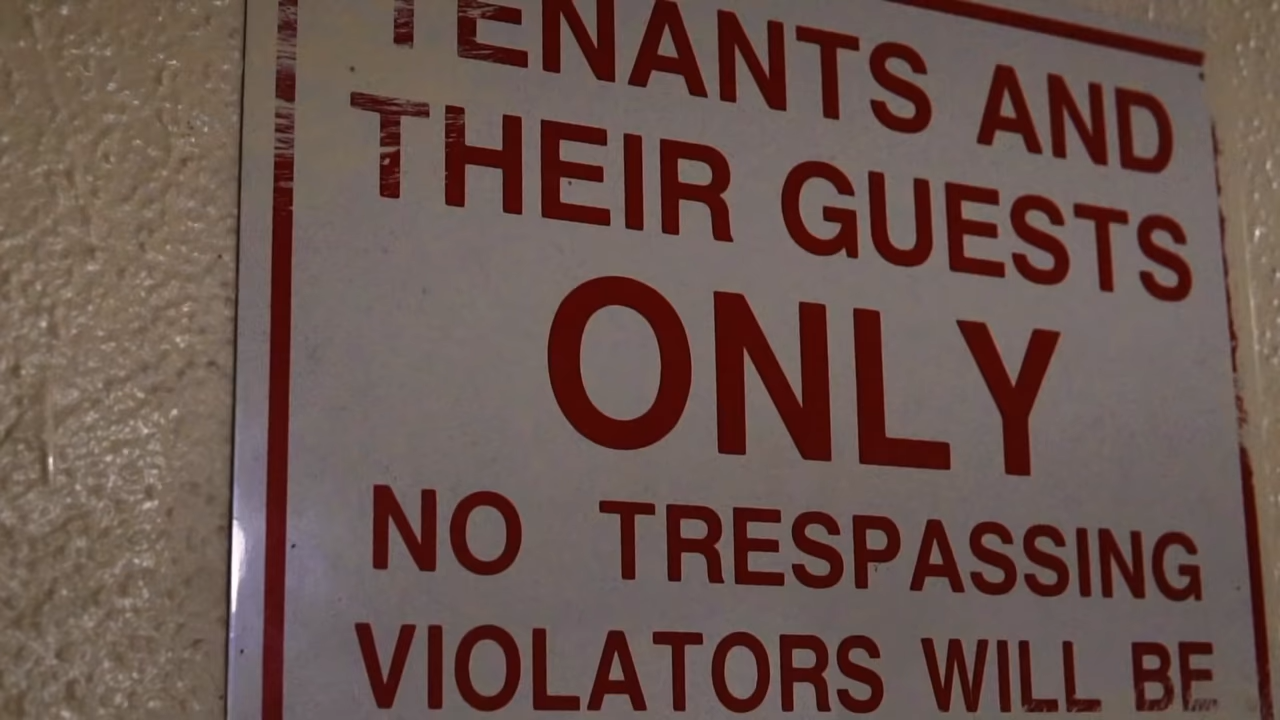 TENANTS AND
THEIR GUESTS
ONLY
NO TRESPASSING
VIOLATORS WILL BE